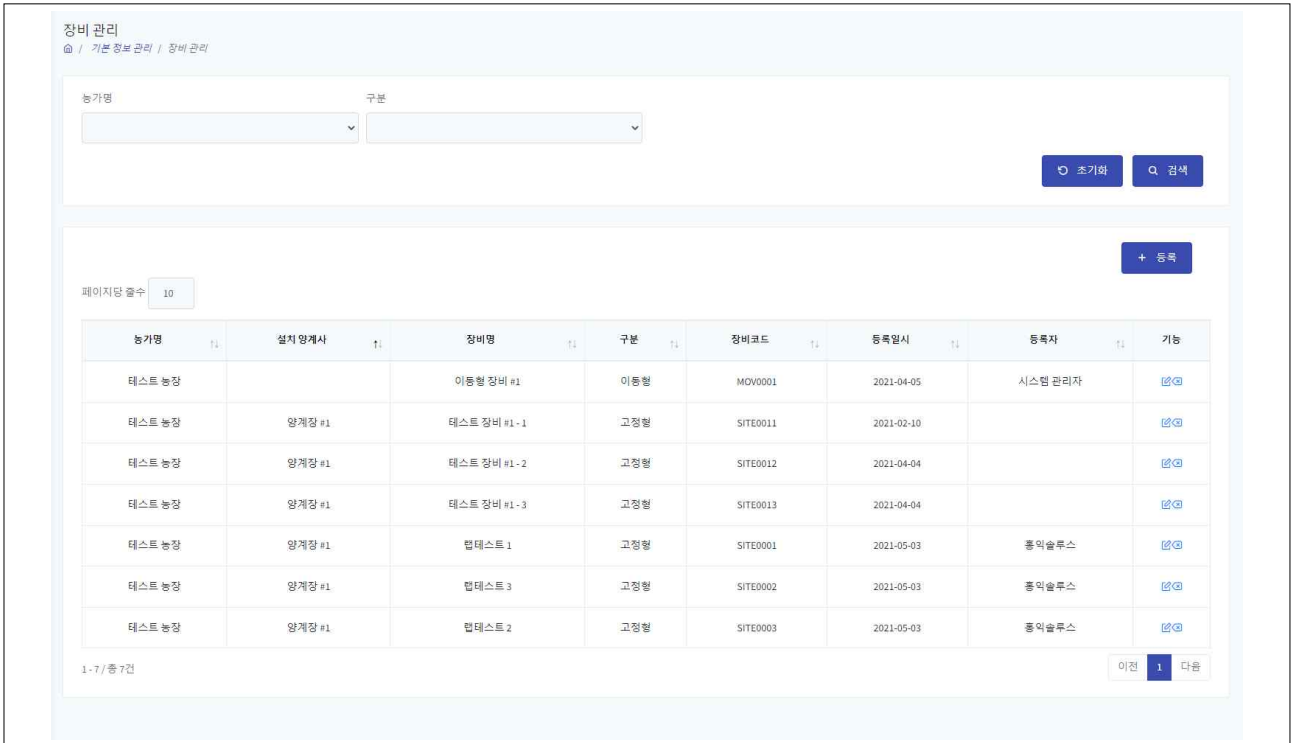 장비 관리
/ 기본 정보 관리 / 장비 관리
농가명 구분
초기화 검색
+ 등록
페이지당 줄수 10
농가명 설치 양계사 장비명 구분 장비코드 등록일시 등록자 기능
테스트 농장 이동형 장비 #1 이동형 MOV0001 2021-04-05 시스템 관리자
테스트 농장 양계장 #1 테스트 장비 #1 - 1 고정형 SITE0011 2021-02-10
테스트 농장 양계장 #1 테스트 장비 #1 - 2 고정형 SITE0012 2021-04-04
테스트 농장 양계장 #1 테스트 장비 #1 - 3 고정형 SITE0013 2021-04-04
테스트 농장 양계장 #1 랩테스트 1 고정형 SITE0001 2021-05-03 홍익솔루스
테스트 농장 양계장 #1 랩테스트 3 고정형 SITE0002 2021-05-03 홍익솔루스
테스트 농장 양계장 #1 랩테스트 2 고정형 SITE0003 2021-05-03 홍익솔루스
1 - 7 / 총 7건 이전 1 다음